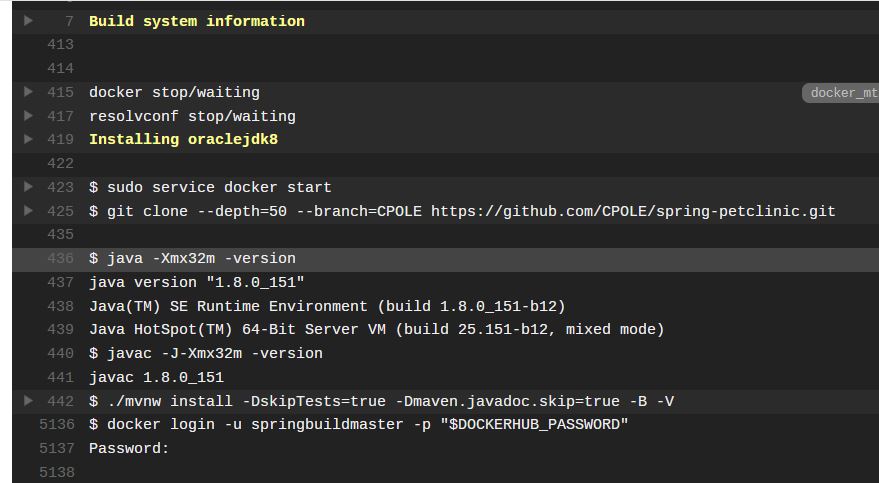 7 Build system information
413
414
415 docker stop/waiting docker_mt
417 resolvconf stop/waiting
419 Installing oraclejdk8
422
423 $ sudo service docker start
425 $ git clone --depth=50 --branch=CPOLE https://github.com/CPOLE/spring-petclinic.git
435
436 $ java -Xmx32m -version
437 java version "1.8.0_151"
438 Java(TM) SE Runtime Environment (build 1.8.0_151-b12)
439 Java HotSpot(TM) 64-Bit Server VM (build 25.151-b12, mixed mode)
440 $ javac -J-Xmx32m -version
441 javac 1.8.0_151
442 $ ./mvnw install -DskipTests=true -Dmaven.javadoc.skip=true -B -V
5136 $ docker login -u springbuildmaster -p "$DOCKERHUB_PASSWORD"
5137 Password:
5138